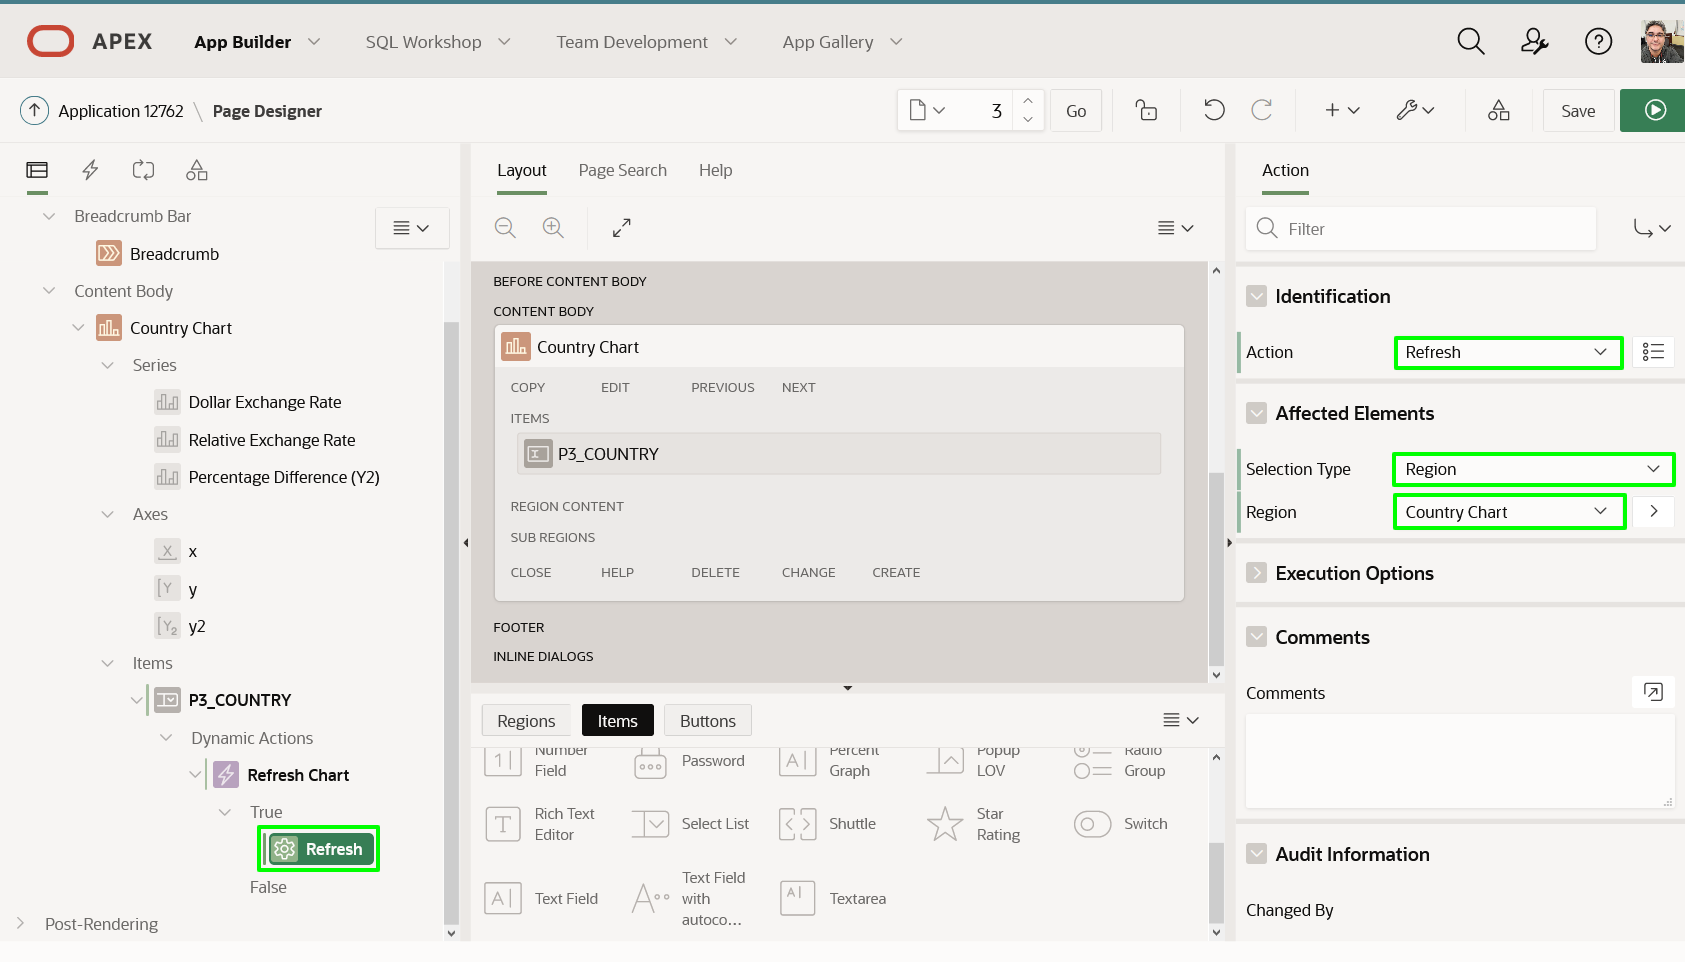 APEX App Builder SQL Workshop Team Development App Gallery
Application 12762 \ Page Designer 3 Go Save
Breadcrumb Bar
Breadcrumb
Content Body
Country Chart
Series
Dollar Exchange Rate
Relative Exchange Rate
Percentage Difference (Y2)
Axes
x
y
y2
Items
P3_COUNTRY
Dynamic Actions
Refresh Chart
True
Refresh
False
Post-Rendering
Layout Page Search Help
BEFORE CONTENT BODY
CONTENT BODY
Country Chart
COPY EDIT PREVIOUS NEXT
ITEMS
P3_COUNTRY
REGION CONTENT
SUB REGIONS
CLOSE HELP DELETE CHANGE CREATE
FOOTER
INLINE DIALOGS
Regions Items Buttons
Number Field
Password
Percent Graph
Popup LOV
Radio Group
Rich Text Editor
Select List
Shuttle
Star Rating
Switch
Text Field
Text Field with autoco...
Textarea
Action
Filter
Identification
Action Refresh
Affected Elements
Selection Type Region
Region Country Chart
Execution Options
Comments
Comments
Audit Information
Changed By